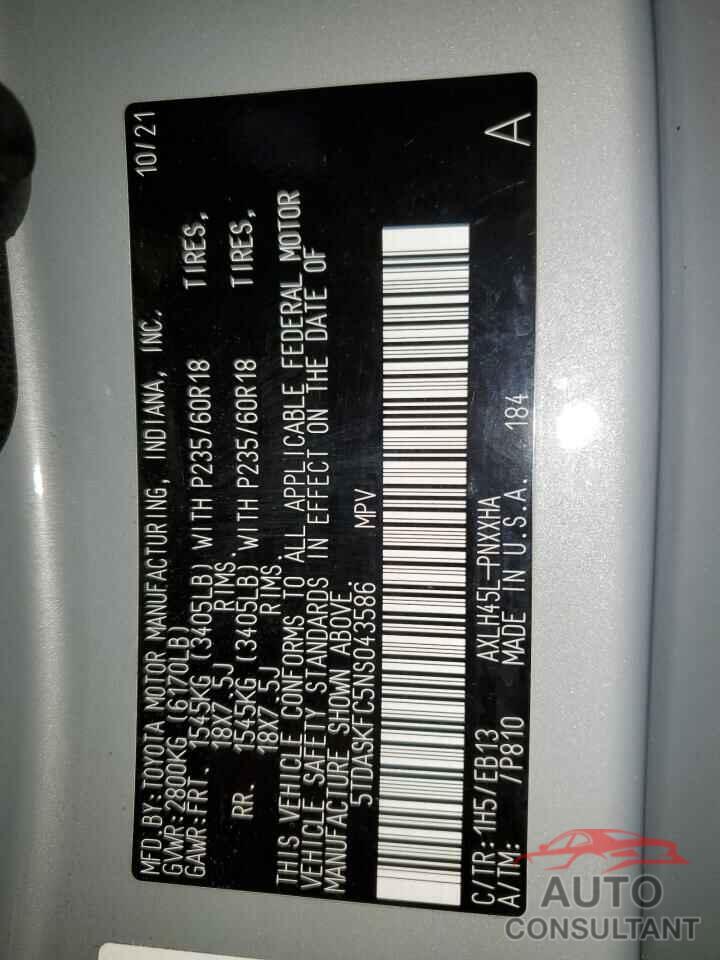 MFD.BY:TOYOTA MOTOR MANUFACTURING, INDIANA, INC. 10/21
GVWR:2800KG (6170LB)
GAWR:FRT. 1545KG (3405LB) WITH P235/60R18 TIRES,
18X7.5J RIMS.
RR. 1545KG (3405LB) WITH P235/60R18 TIRES,
18X7.5J RIMS.
THIS VEHICLE CONFORMS TO ALL APPLICABLE FEDERAL MOTOR
VEHICLE SAFETY STANDARDS IN EFFECT ON THE DATE OF
MANUFACTURE SHOWN ABOVE.
5TDASKFC5NS043586 MPV
C/TR:1H5/EB13 AXLH45L-PNXXHA
A/TM: /P810 MADE IN U.S.A. 184 A
AUTO
CONSULTANT